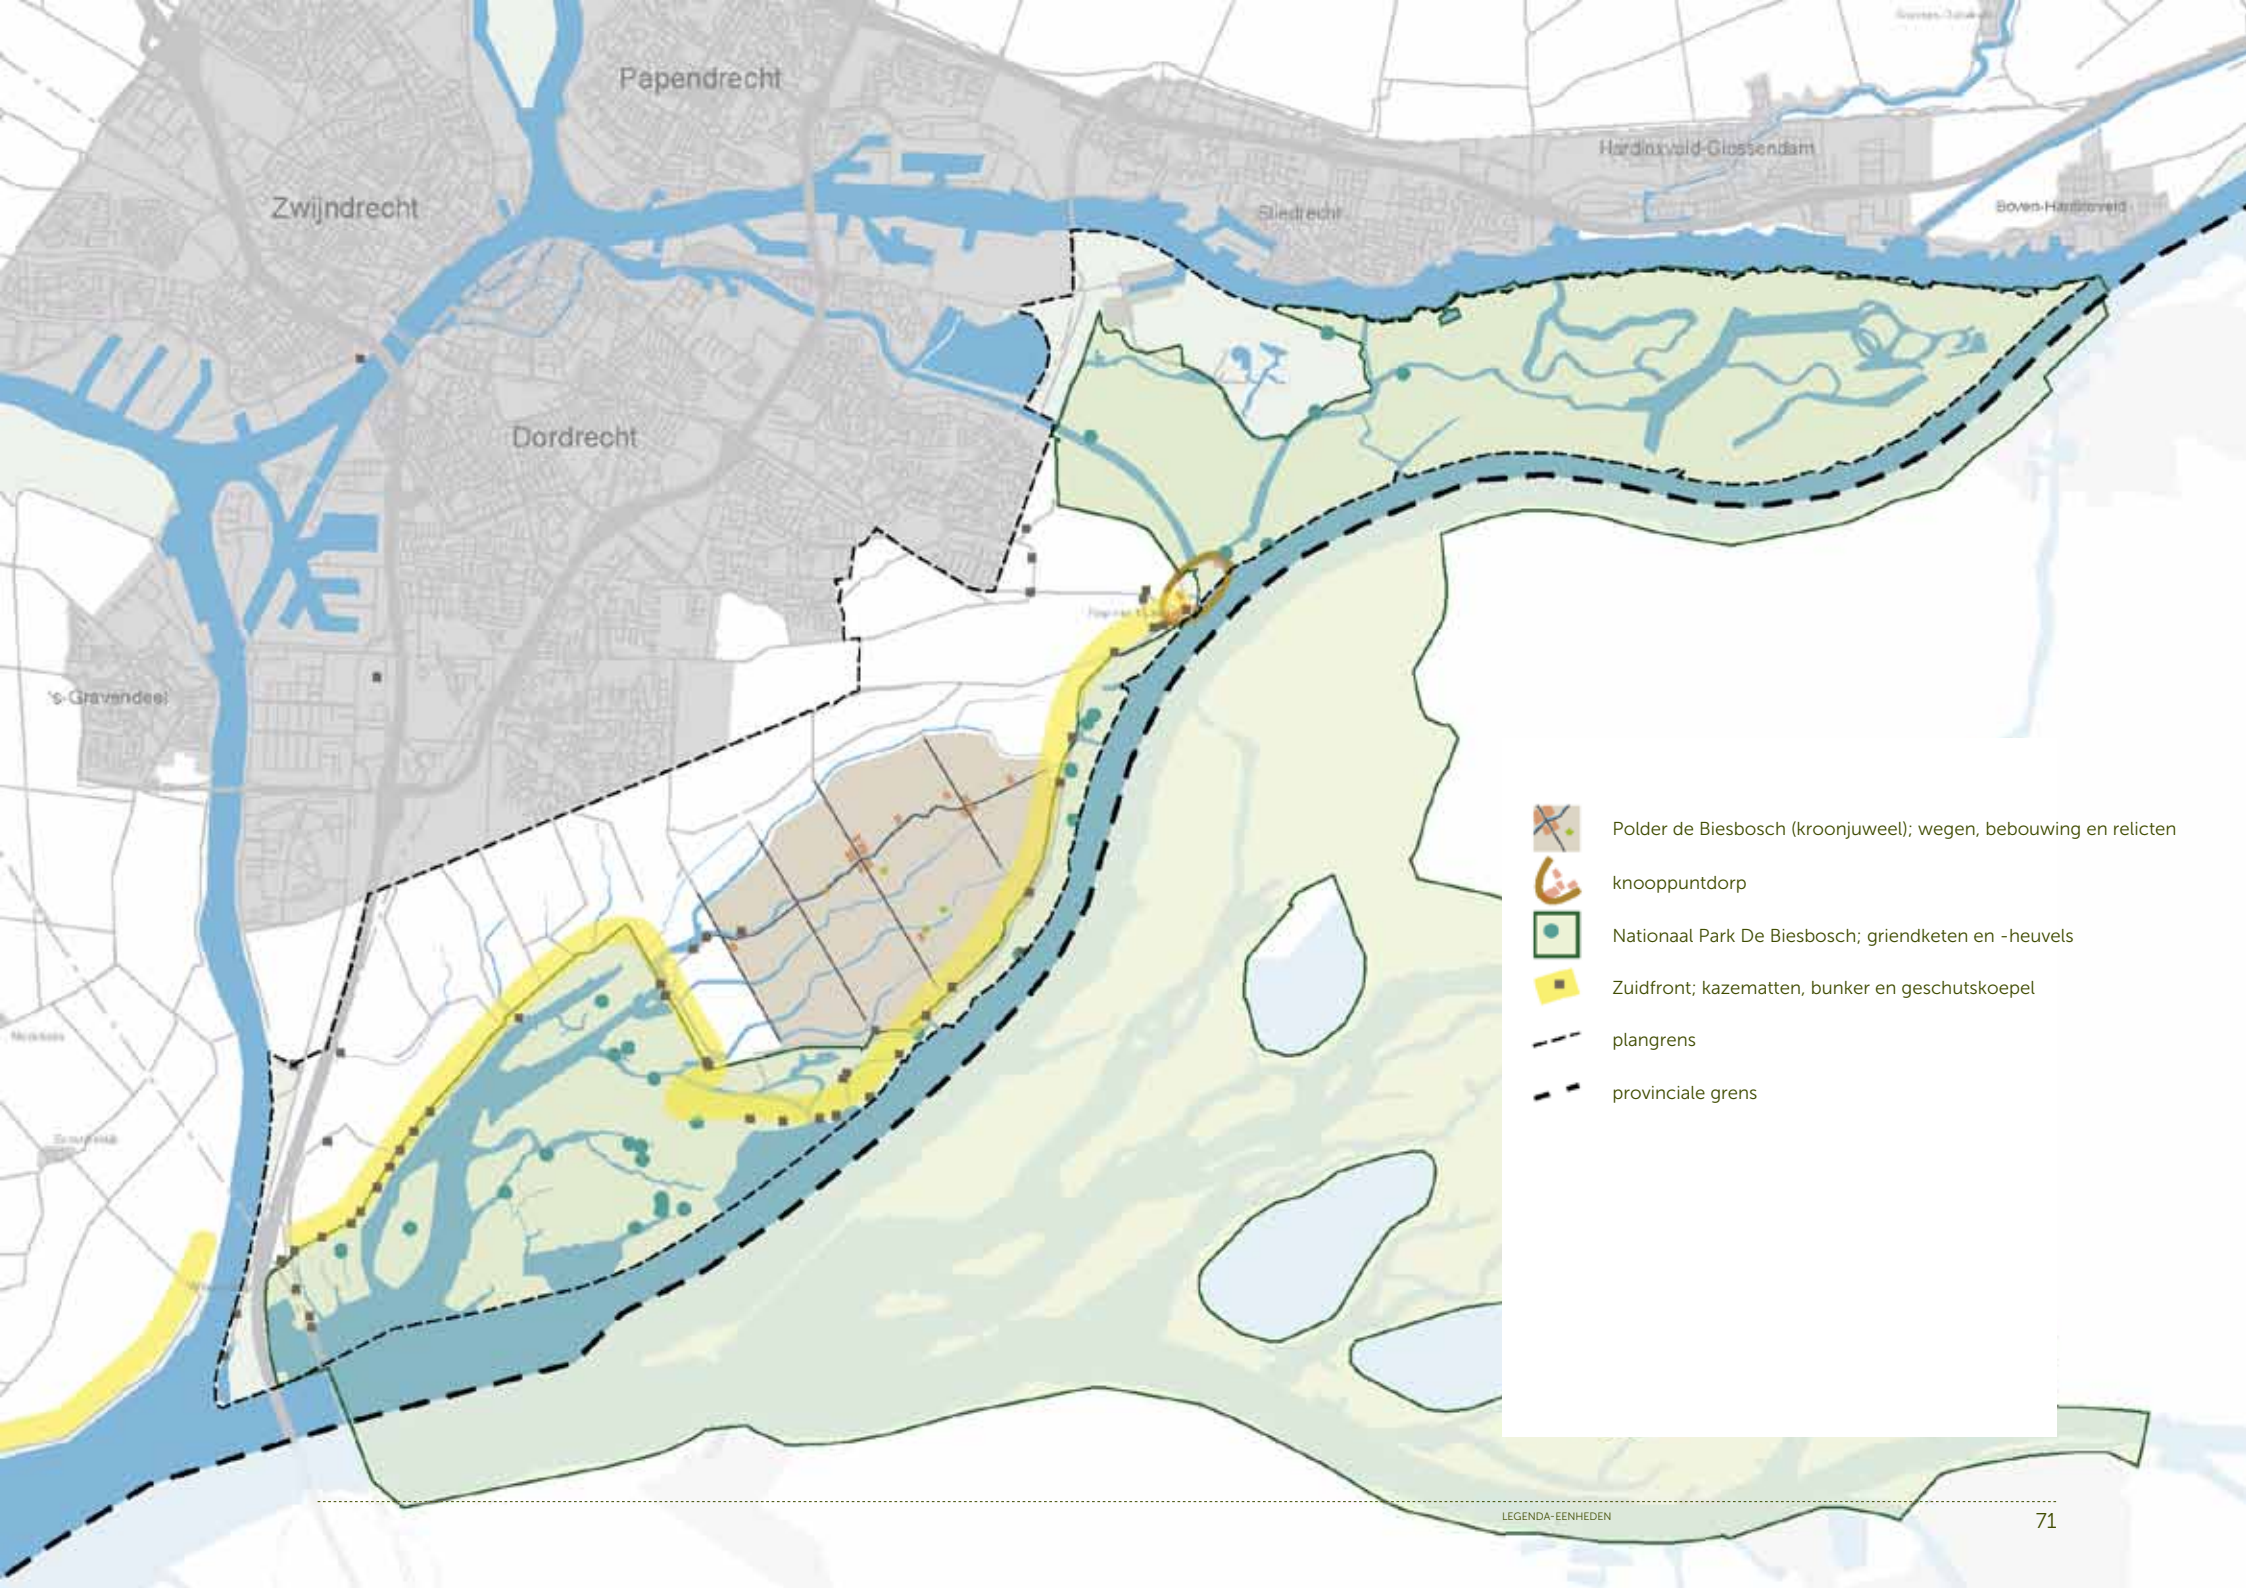 Papendrecht
Hardinxveld-Giessendam
Zwijndrecht
Sliedrecht
Boven-Hardinxveld
Dordrecht
's-Gravendeel
Polder de Biesbosch (kroonjuweel); wegen, bebouwing en relicten
knooppuntdorp
Nationaal Park De Biesbosch; griendketen en -heuvels
Zuidfront; kazematten, bunker en geschutskoepel
plangrens
provinciale grens
LEGENDA-EENHEDEN
71